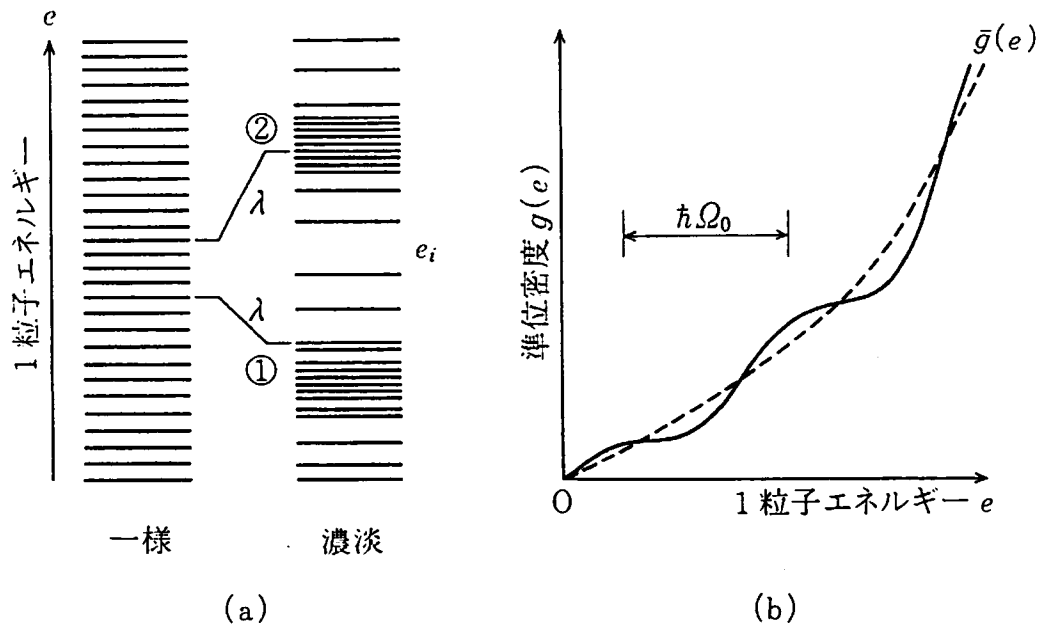 e
1粒子エネルギー
②
λ
λ
①
e_i
一様
濃淡
(a)
ḡ(e)
ħΩ₀
準位密度 g(e)
O
1粒子エネルギー e
(b)